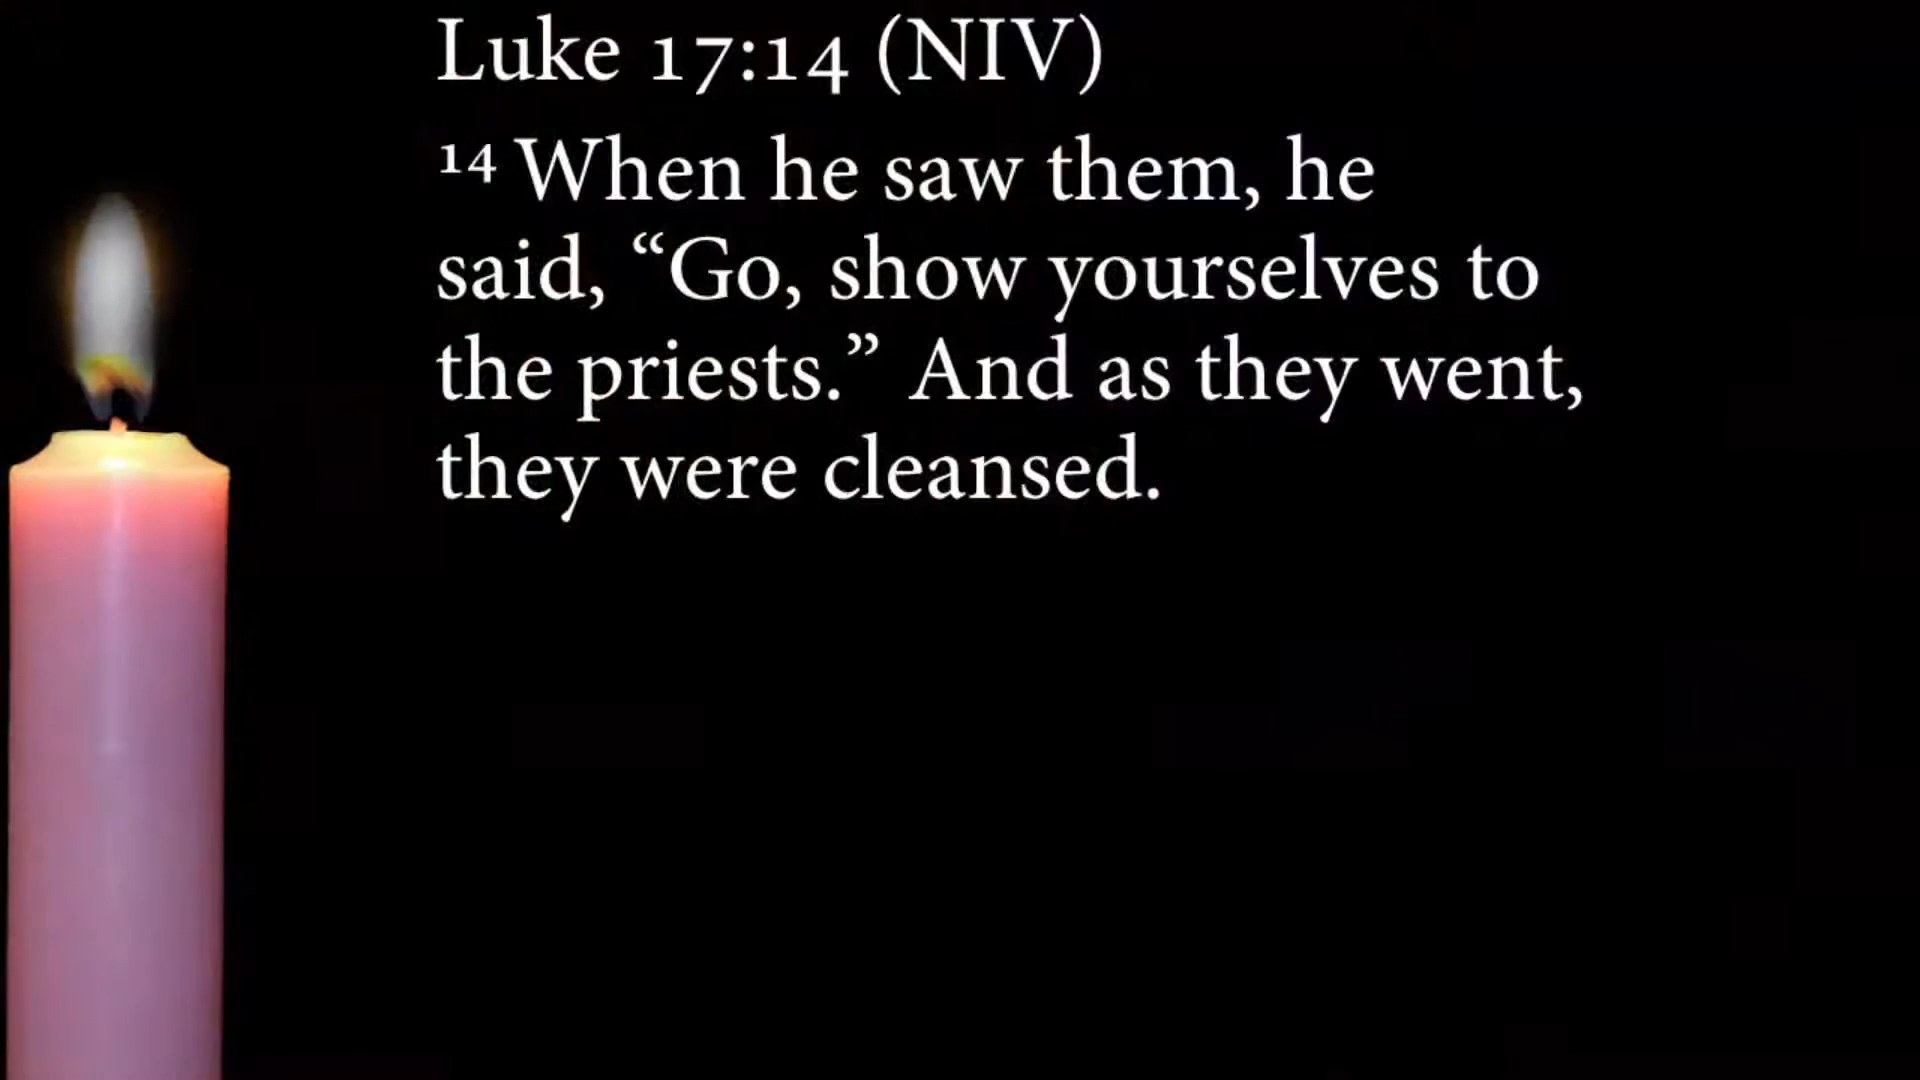 Luke 17:14 (NIV)
14 When he saw them, he
said, “Go, show yourselves to
the priests.” And as they went,
they were cleansed.